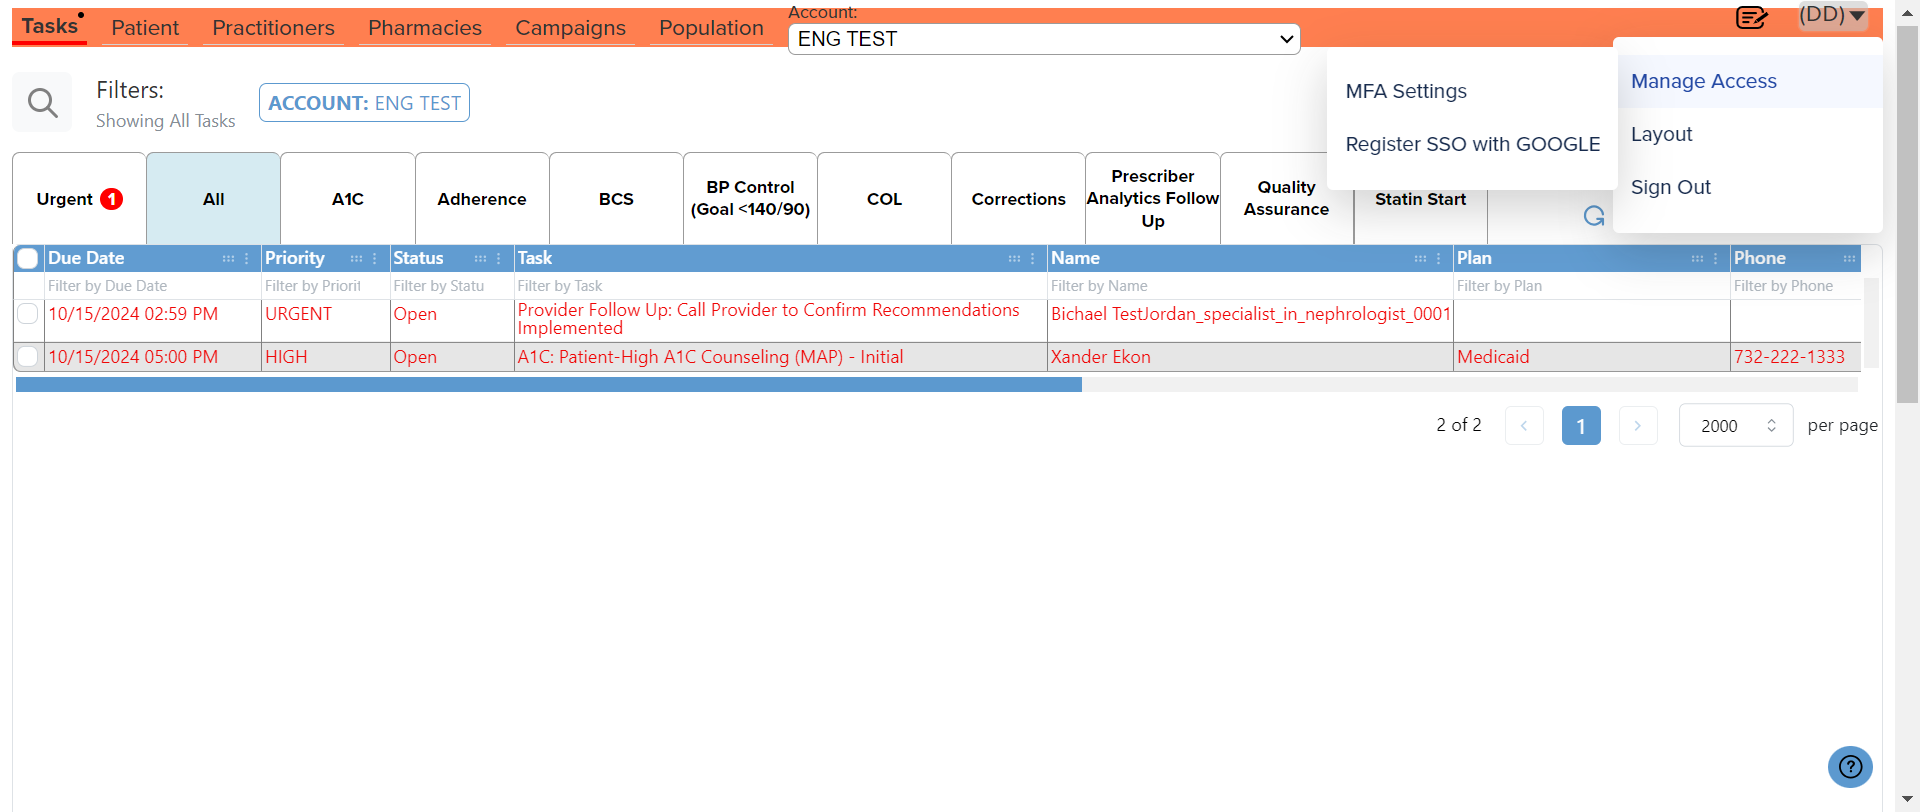 Tasks Patient Practitioners Pharmacies Campaigns Population
Account:
ENG TEST
(DD)
Filters:
Showing All Tasks
ACCOUNT: ENG TEST
MFA Settings
Register SSO with GOOGLE
Manage Access
Layout
Sign Out
Urgent 1
All
A1C
Adherence
BCS
BP Control
(Goal <140/90)
COL
Corrections
Prescriber
Analytics Follow
Up
Quality
Assurance
Statin Start
Due Date Priority Status Task Name Plan Phone
Filter by Due Date Filter by Priorit Filter by Statu Filter by Task Filter by Name Filter by Plan Filter by Phone
10/15/2024 02:59 PM URGENT Open Provider Follow Up: Call Provider to Confirm Recommendations
Implemented
Bichael TestJordan_specialist_in_nephrologist_0001
10/15/2024 05:00 PM HIGH Open A1C: Patient-High A1C Counseling (MAP) - Initial Xander Ekon Medicaid 732-222-1333
2 of 2 < 1 > 2000 per page
?